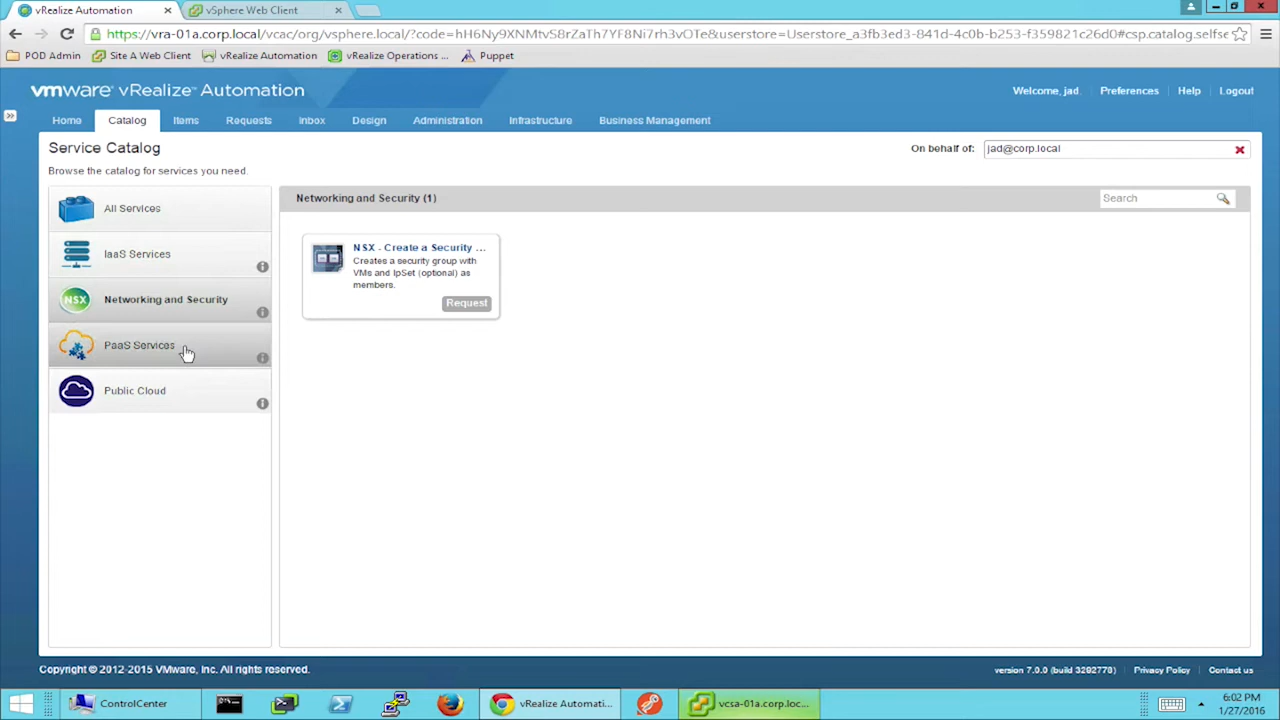 vRealize Automation
vSphere Web Client
https://vra-01a.corp.local/vcac/org/vsphere.local/?code=hH6Ny9XNMtvHSZaTh7YF8Ni7rh3vOTe&userstore=Userstore_a3fb3ed3-841d-4c0b-b253-f359821c26d0#csp.catalog.selfse
POD Admin
Site A Web Client
vRealize Automation
vRealize Operations ...
Puppet
vmware vRealize Automation
Welcome, jad.
Preferences
Help
Logout
Home
Catalog
Items
Requests
Inbox
Design
Administration
Infrastructure
Business Management
Service Catalog
On behalf of:
jad@corp.local
Browse the catalog for services you need.
All Services
IaaS Services
NSX
Networking and Security
PaaS Services
Public Cloud
Networking and Security (1)
Search
NSX - Create a Security ...
Creates a security group with
VMs and IpSet (optional) as
members.
Request
Copyright © 2012-2015 VMware, Inc. All rights reserved.
version 7.0.0 (build 3292778)
Privacy Policy
Contact us
ControlCenter
vRealize Automati...
vcsa-01a.corp.loc...
6:02 PM
1/27/2016